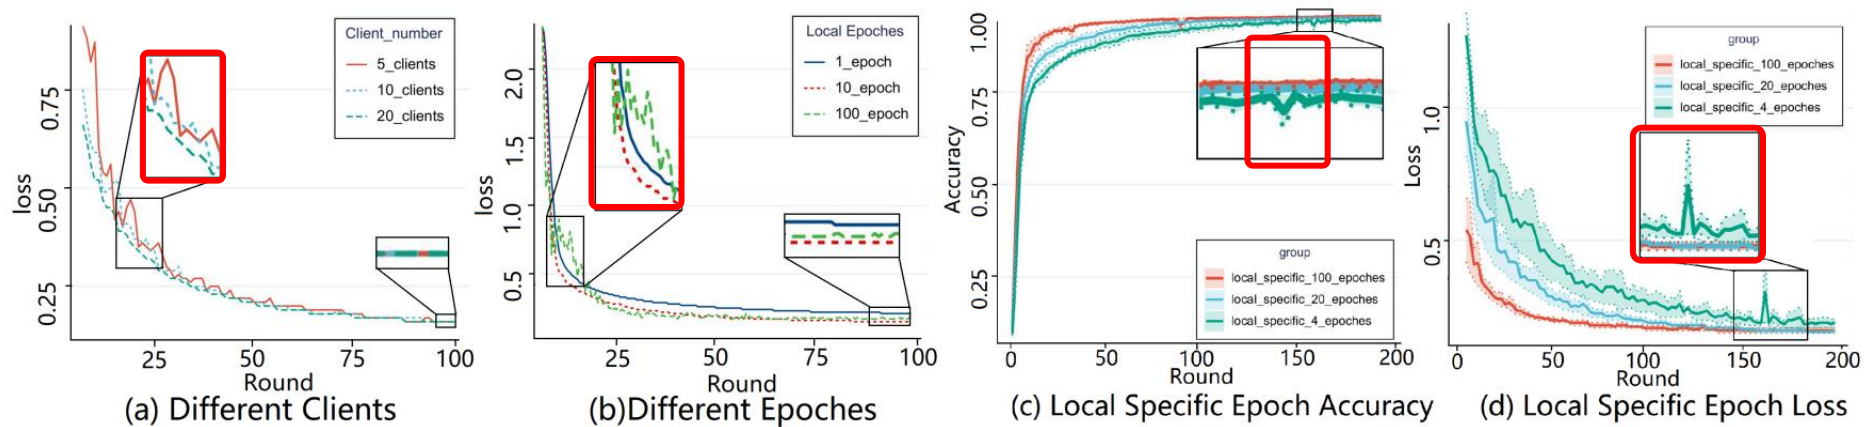 loss
0.75
0.50
0.25
Client_number
5_clients
10_clients
20_clients
25
50
75
100
Round
(a) Different Clients
loss
2.0
1.5
1.0
0.5
Local Epoches
1_epoch
10_epoch
100_epoch
25
50
75
100
Round
(b)Different Epoches
Accuracy
1.00
0.75
0.50
0.25
group
local_specific_100_epoches
local_specific_20_epoches
local_specific_4_epoches
0
50
100
150
200
Round
(c) Local Specific Epoch Accuracy
Loss
1.0
0.5
group
local_specific_100_epoches
local_specific_20_epoches
local_specific_4_epoches
0
50
100
150
200
Round
(d) Local Specific Epoch Loss